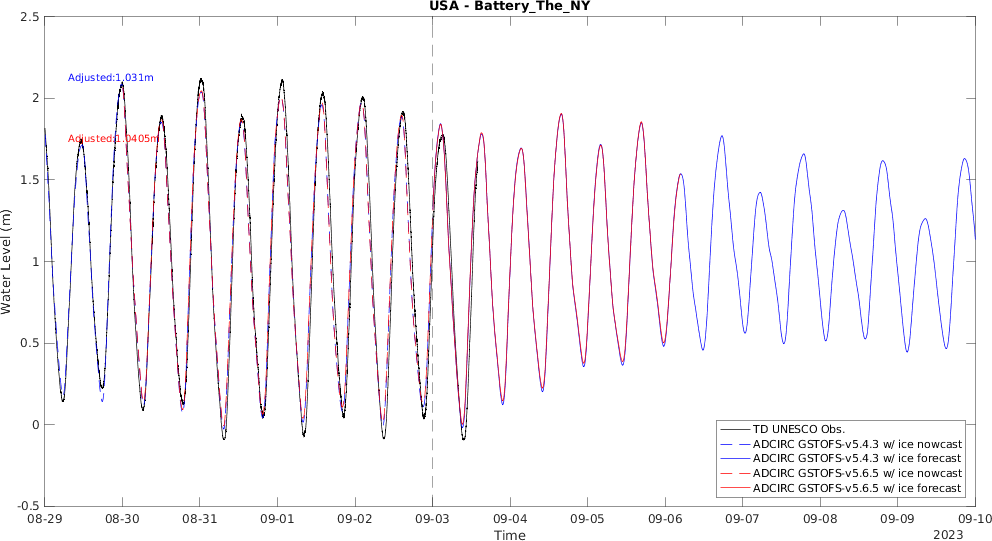 USA - Battery_The_NY
2.5
2
1.5
1
0.5
0
-0.5
Water Level (m)
Adjusted:1.031m
Adjusted:1.0405m
TD UNESCO Obs.
ADCIRC GSTOFS-v5.4.3 w/ ice nowcast
ADCIRC GSTOFS-v5.4.3 w/ ice forecast
ADCIRC GSTOFS-v5.6.5 w/ ice nowcast
ADCIRC GSTOFS-v5.6.5 w/ ice forecast
08-29 08-30 08-31 09-01 09-02 09-03 09-04 09-05 09-06 09-07 09-08 09-09 09-10
Time
2023